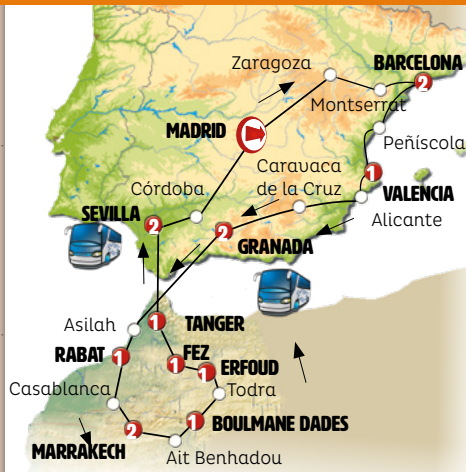 Zaragoza
BARCELONA
2
Montserrat
MADRID
Peñíscola
Caravaca
de la Cruz
1
VALENCIA
Córdoba
SEVILLA
2
2
Alicante
GRANADA
Asilah
1
TANGER
RABAT
1
1
FEZ
1
ERFOUD
Casablanca
Todra
1
BOULMANE DADES
2
MARRAKECH
Ait Benhadou